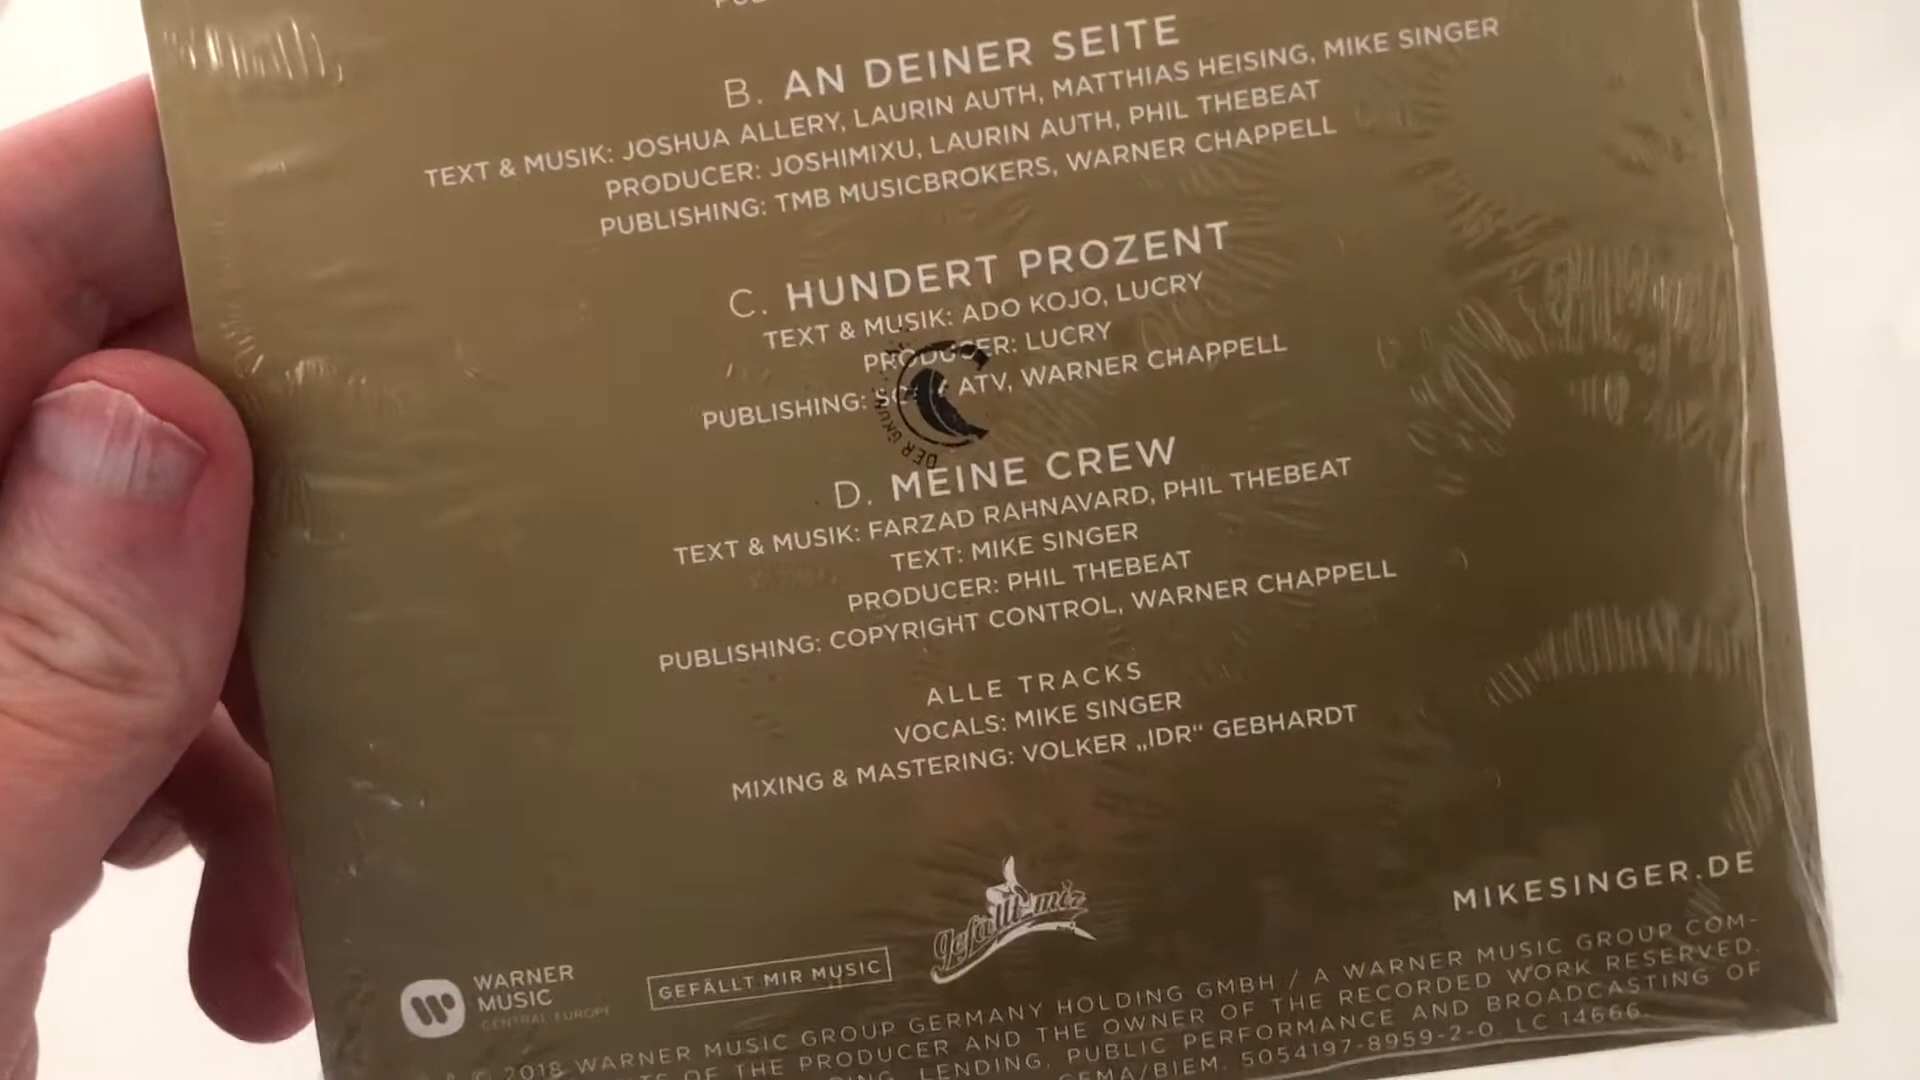 B. AN DEINER SEITE
TEXT & MUSIK: JOSHUA ALLERY, LAURIN AUTH, MATTHIAS HEISING, MIKE SINGER
PRODUCER: JOSHIMIXU, LAURIN AUTH, PHIL THEBEAT
PUBLISHING: TMB MUSICBROKERS, WARNER CHAPPELL
C. HUNDERT PROZENT
TEXT & MUSIK: ADO KOJO, LUCRY
PRODUCER: LUCRY
PUBLISHING: ATV, WARNER CHAPPELL
DER GRÜN
D. MEINE CREW
TEXT & MUSIK: FARZAD RAHNAVARD, PHIL THEBEAT
TEXT: MIKE SINGER
PRODUCER: PHIL THEBEAT
PUBLISHING: COPYRIGHT CONTROL, WARNER CHAPPELL
ALLE TRACKS
VOCALS: MIKE SINGER
MIXING & MASTERING: VOLKER „IDR“ GEBHARDT
MIKESINGER.DE
WARNER
MUSIC
CENTRAL EUROPE
GEFÄLLT MIR MUSIC
gefällt mir
© 2018 WARNER MUSIC GROUP GERMANY HOLDING GMBH / A WARNER MUSIC GROUP COM-
OF THE PRODUCER AND THE OWNER OF THE RECORDED WORK RESERVED.
LENDING, PUBLIC PERFORMANCE AND BROADCASTING OF
GEMA/BIEM. 5054197-8959-2-0. LC 14666.